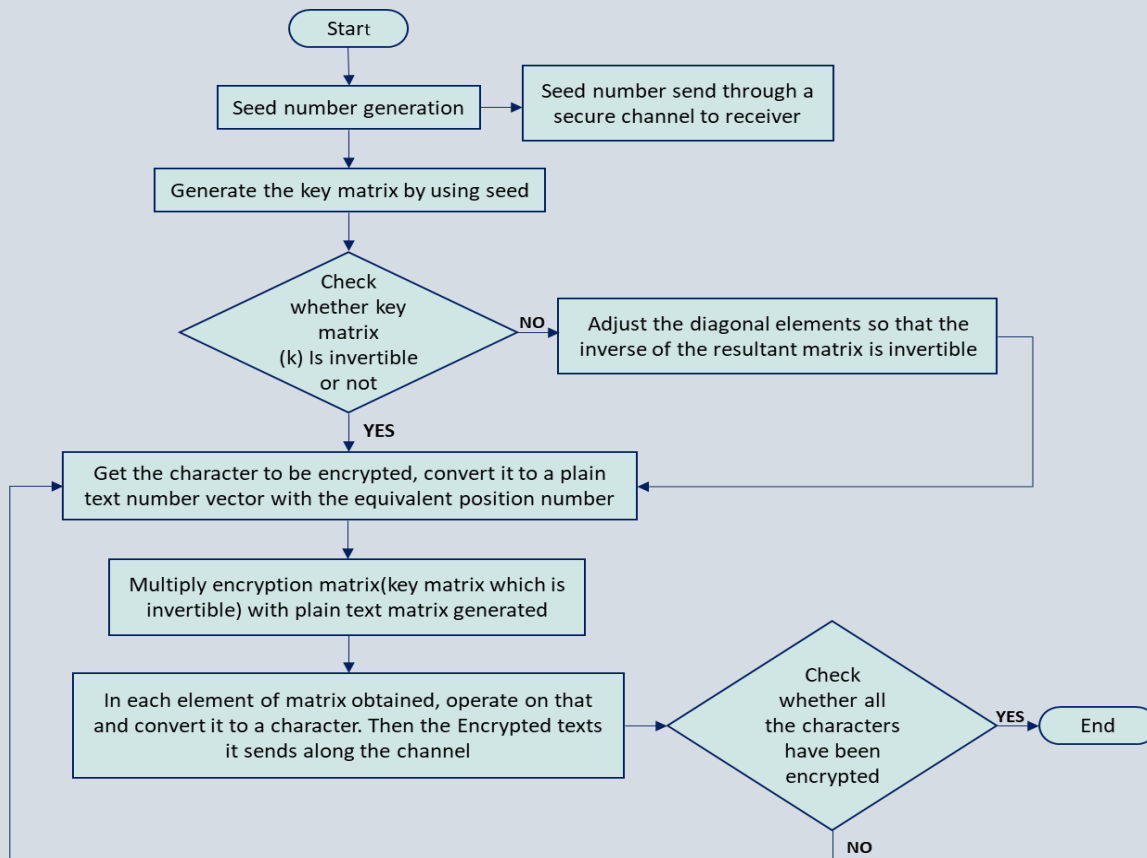 Start
Seed number generation
Seed number send through a
secure channel to receiver
Generate the key matrix by using seed
Check
whether key
matrix
(k) Is invertible
or not
NO
Adjust the diagonal elements so that the
inverse of the resultant matrix is invertible
YES
Get the character to be encrypted, convert it to a plain
text number vector with the equivalent position number
Multiply encryption matrix(key matrix which is
invertible) with plain text matrix generated
In each element of matrix obtained, operate on that
and convert it to a character. Then the Encrypted texts
it sends along the channel
Check
whether all
the characters
have been
encrypted
YES
End
NO